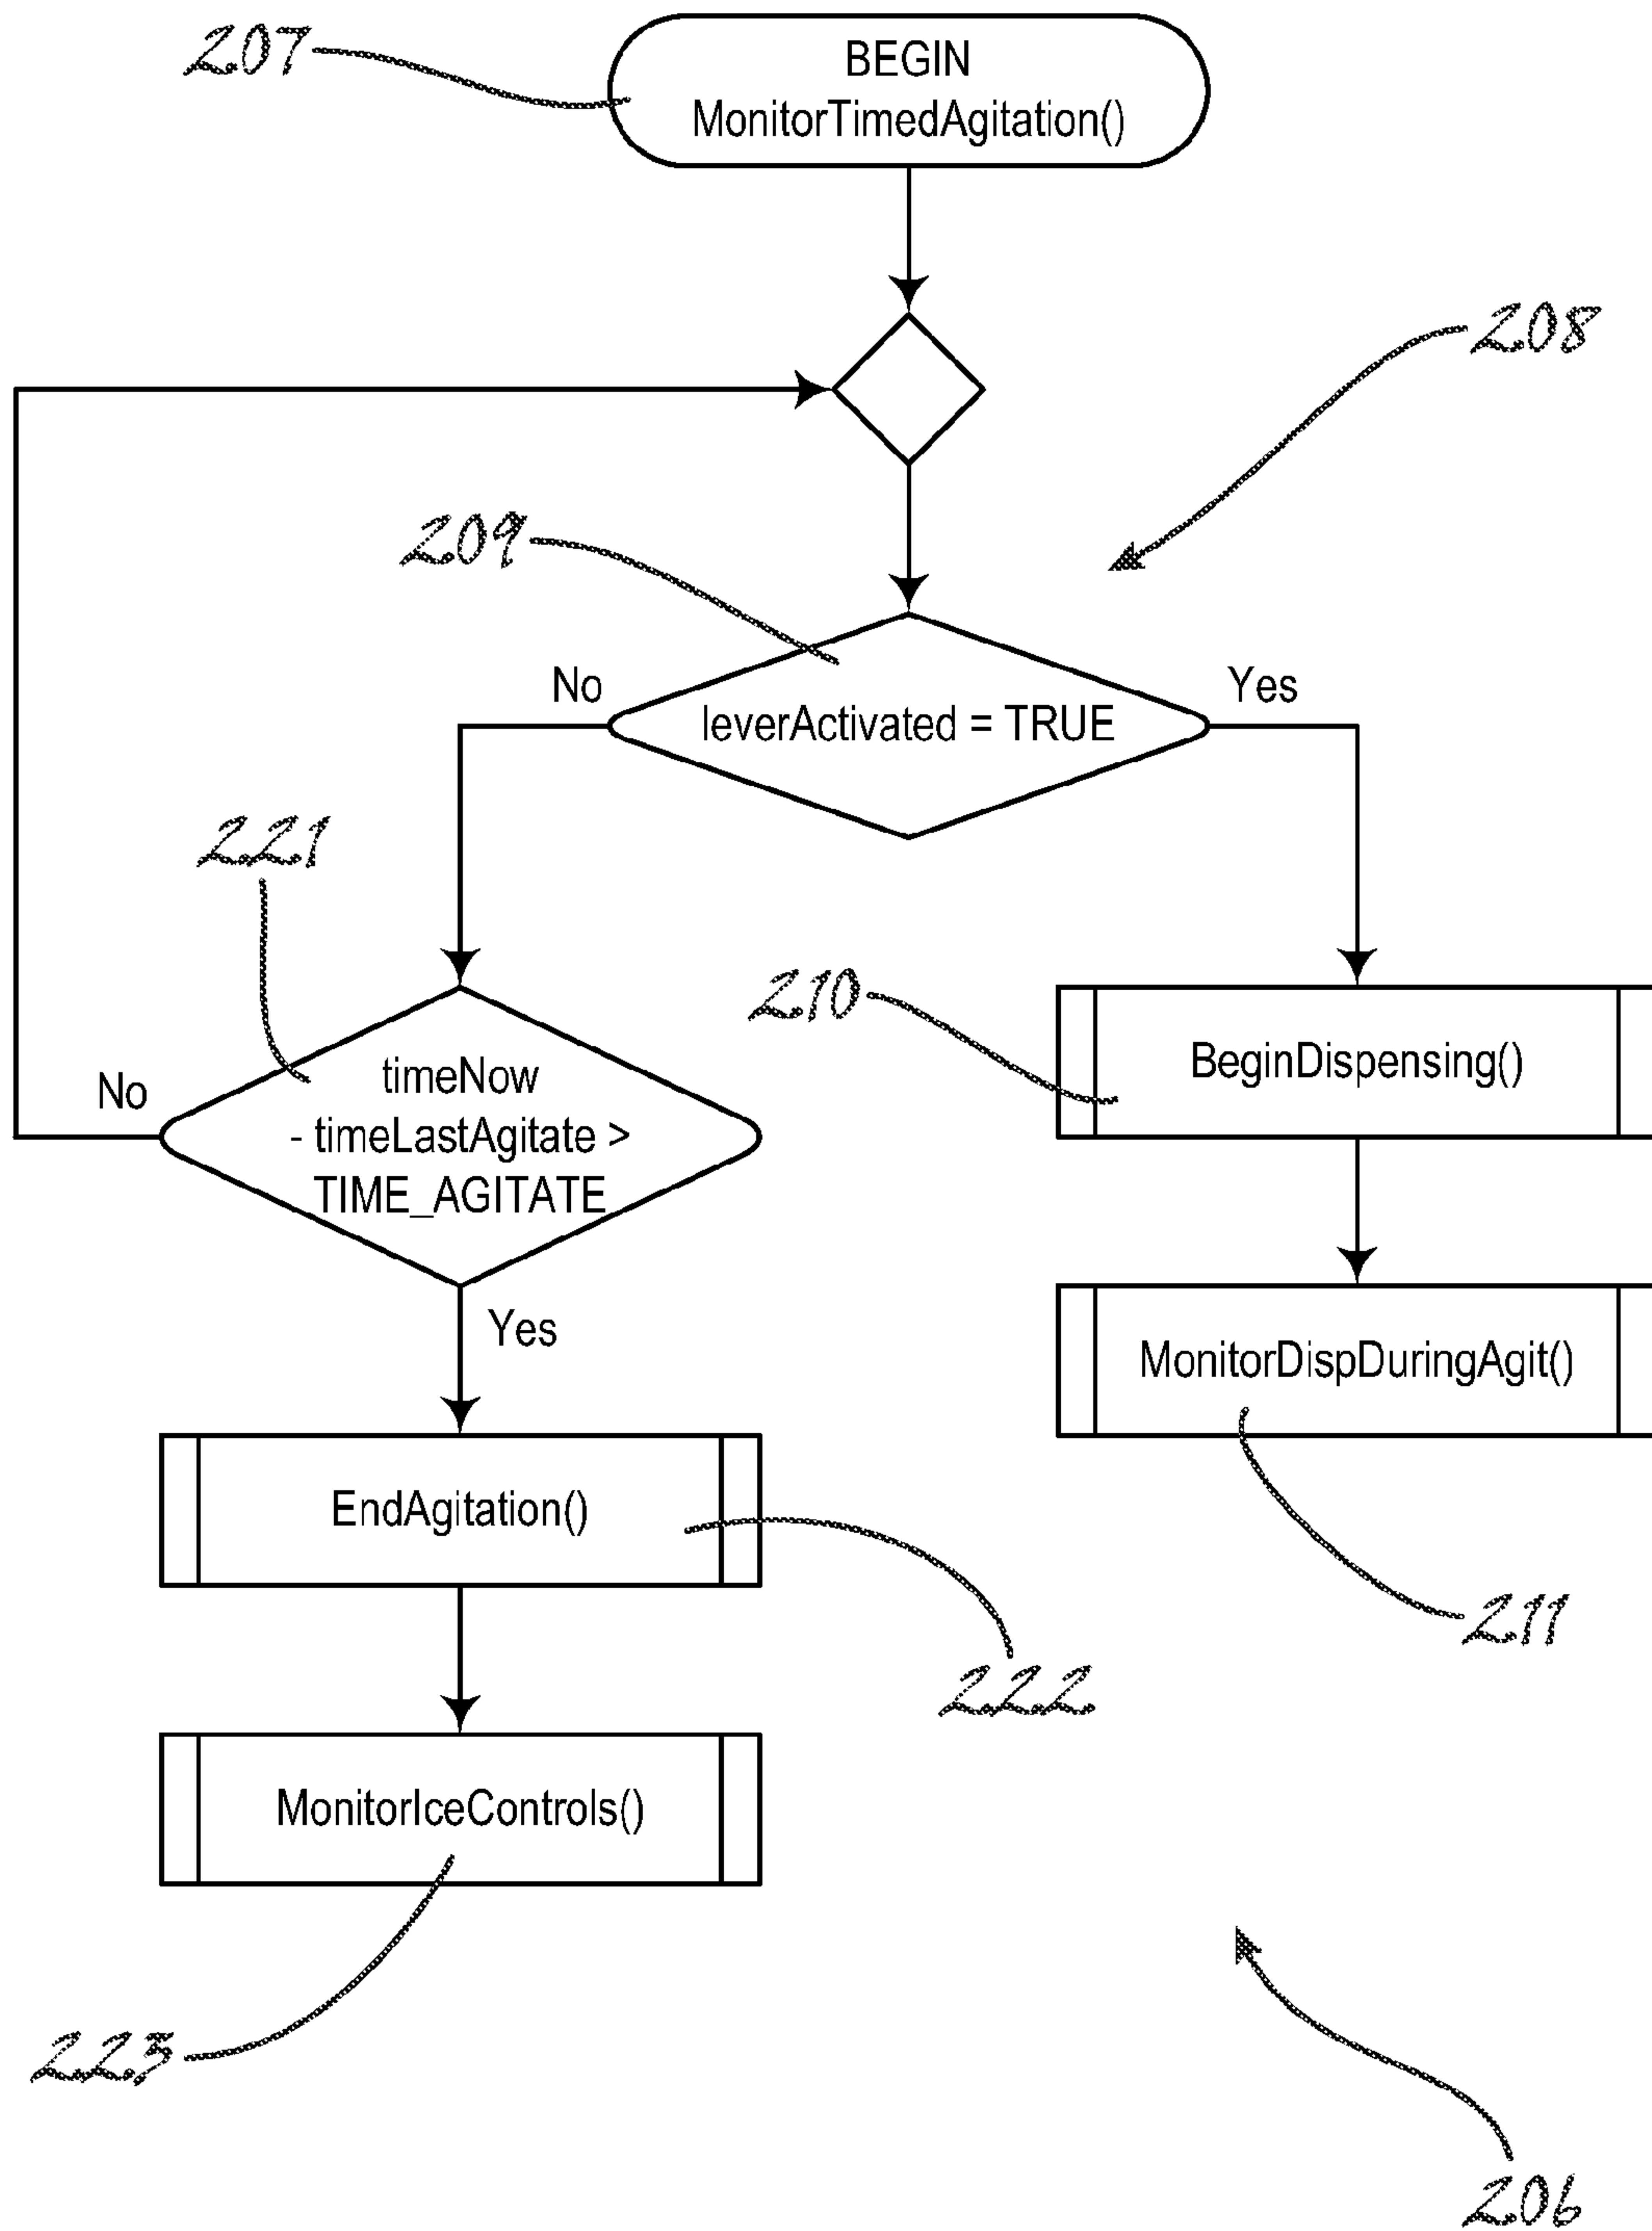 207
BEGIN
MonitorTimedAgitation()
208
209
No
leverActivated = TRUE
Yes
221
210
No
timeNow
- timeLastAgitate >
TIME_AGITATE
BeginDispensing()
Yes
MonitorDispDuringAgit()
EndAgitation()
211
222
MonitorIceControls()
223
206